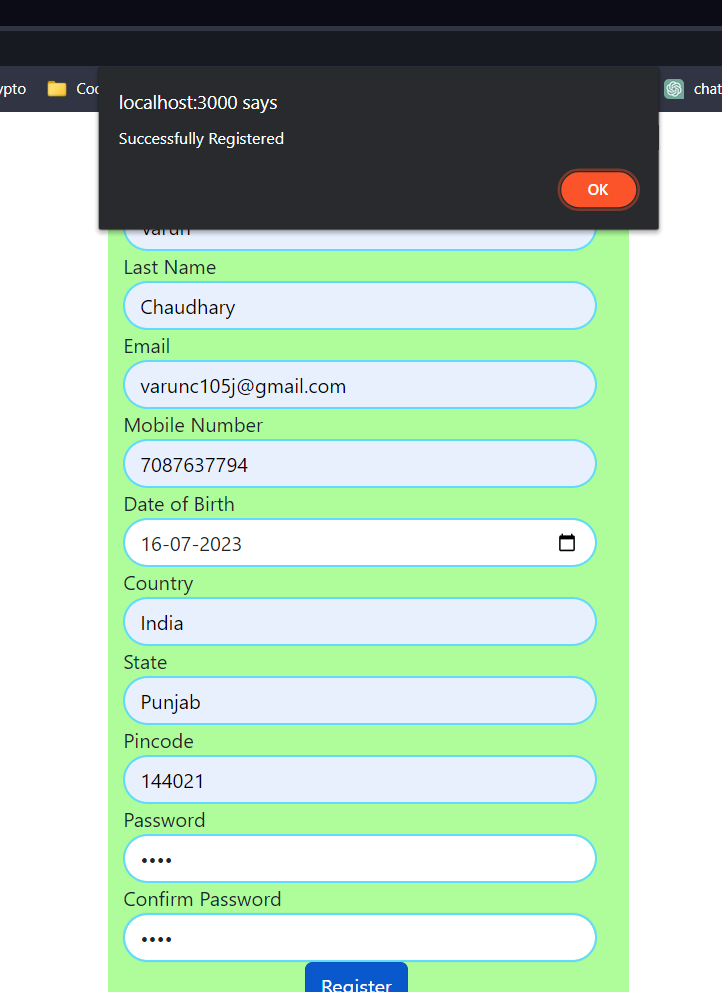 ypto
Coc
chat
localhost:3000 says
Successfully Registered
OK
Varun
Last Name
Chaudhary
Email
varunc105j@gmail.com
Mobile Number
7087637794
Date of Birth
16-07-2023
Country
India
State
Punjab
Pincode
144021
Password
••••
Confirm Password
••••
Register